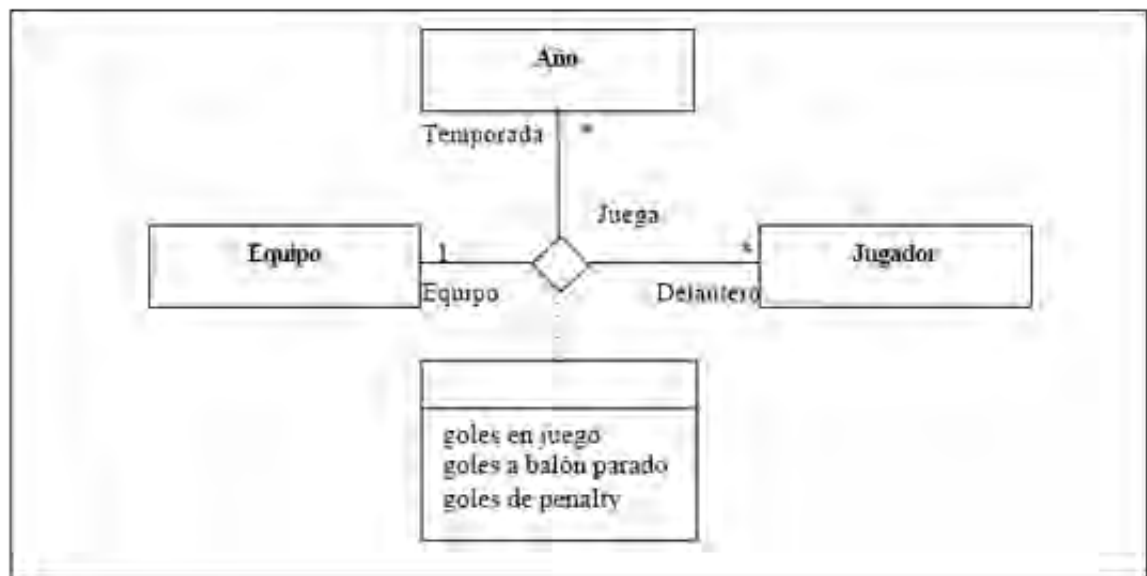 Año
Temporada *
Juega
Equipo 1 * Jugador
Equipo Delantero
goles en juego
goles a balón parado
goles de penalty